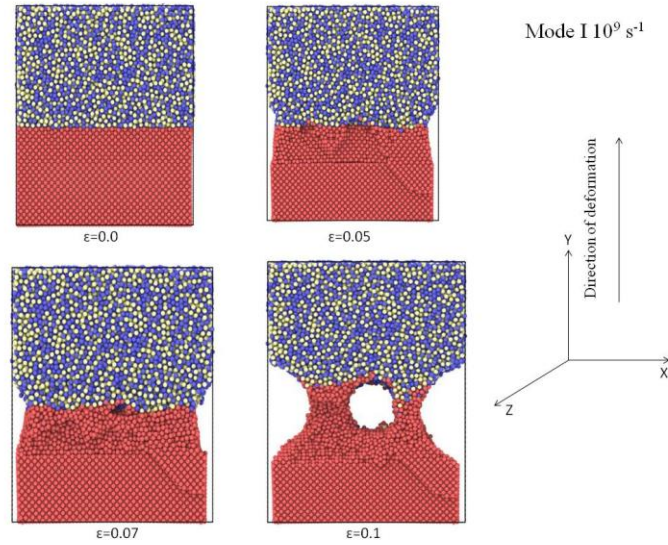 Mode I 10⁹ s⁻¹
ε=0.0
ε=0.05
Direction of deformation
Y
X
Z
ε=0.07
ε=0.1